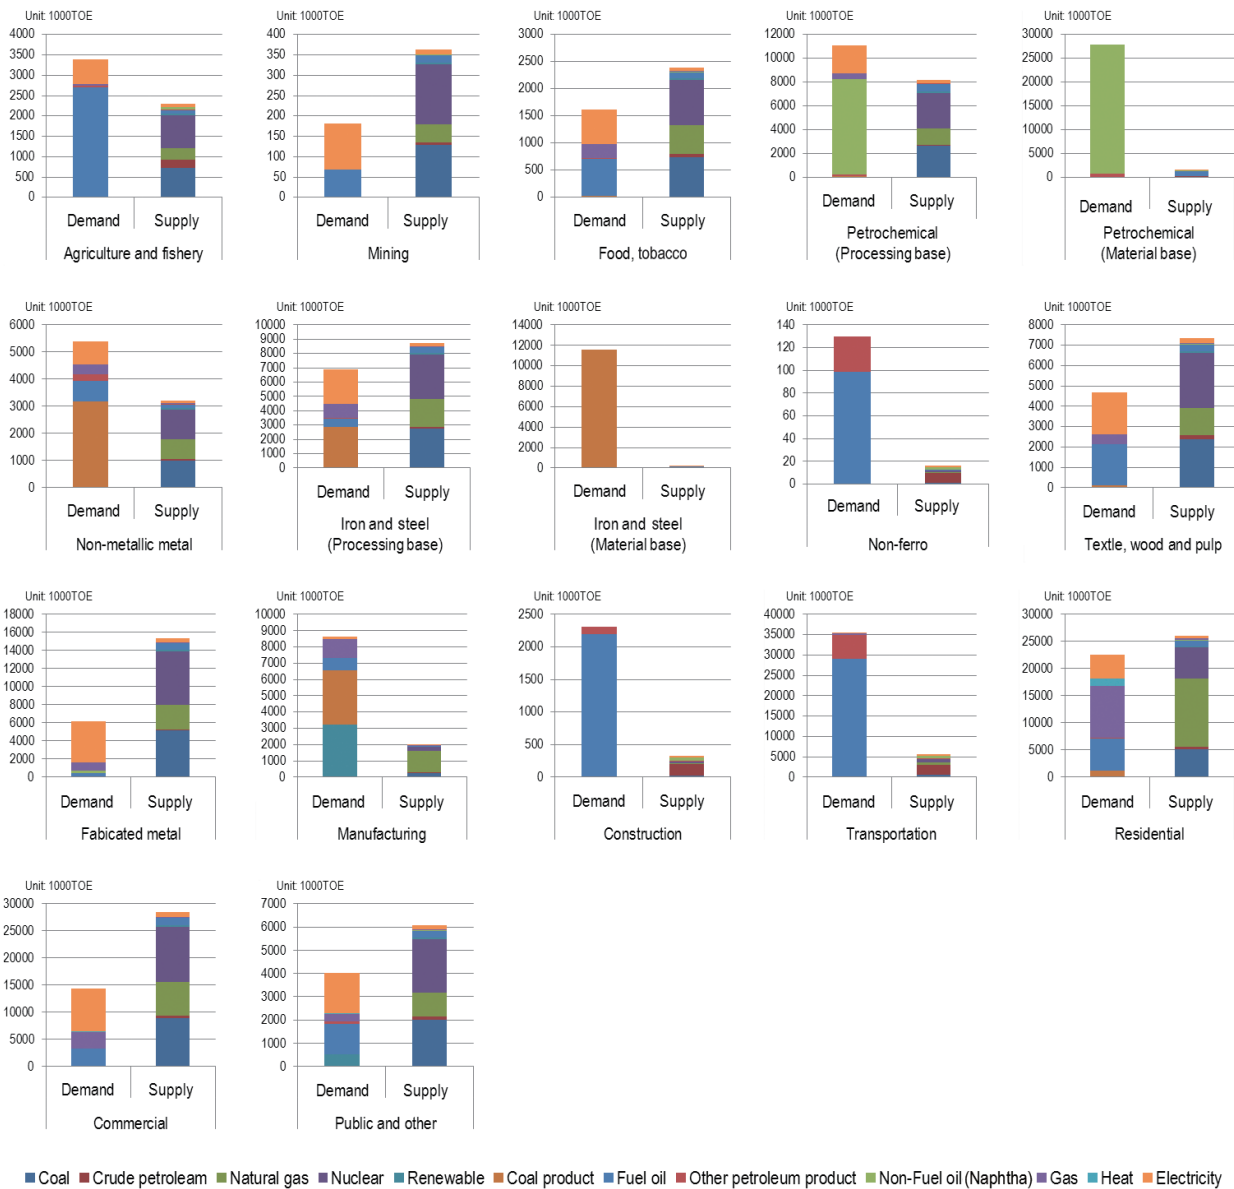 Unit: 1000TOE
4000
3500
3000
2500
2000
1500
1000
500
0
Demand Supply
Agriculture and fishery
Unit: 1000TOE
400
350
300
250
200
150
100
50
0
Demand Supply
Mining
Unit: 1000TOE
3000
2500
2000
1500
1000
500
0
Demand Supply
Food, tobacco
Unit: 1000TOE
12000
10000
8000
6000
4000
2000
0
Demand Supply
Petrochemical
(Processing base)
Unit: 1000TOE
30000
25000
20000
15000
10000
5000
0
Demand Supply
Petrochemical
(Material base)
Unit: 1000TOE
6000
5000
4000
3000
2000
1000
0
Demand Supply
Non-metallic metal
Unit: 1000TOE
10000
9000
8000
7000
6000
5000
4000
3000
2000
1000
0
Demand Supply
Iron and steel
(Processing base)
Unit: 1000TOE
14000
12000
10000
8000
6000
4000
2000
0
Demand Supply
Iron and steel
(Material base)
Unit: 1000TOE
140
120
100
80
60
40
20
0
Demand Supply
Non-ferro
Unit: 1000TOE
8000
7000
6000
5000
4000
3000
2000
1000
0
Demand Supply
Textle, wood and pulp
Unit: 1000TOE
18000
16000
14000
12000
10000
8000
6000
4000
2000
0
Demand Supply
Fabicated metal
Unit: 1000TOE
10000
9000
8000
7000
6000
5000
4000
3000
2000
1000
0
Demand Supply
Manufacturing
Unit: 1000TOE
2500
2000
1500
1000
500
0
Demand Supply
Construction
Unit: 1000TOE
40000
35000
30000
25000
20000
15000
10000
5000
0
Demand Supply
Transportation
Unit: 1000TOE
30000
25000
20000
15000
10000
5000
0
Demand Supply
Residential
Unit: 1000TOE
30000
25000
20000
15000
10000
5000
0
Demand Supply
Commercial
Unit: 1000TOE
7000
6000
5000
4000
3000
2000
1000
0
Demand Supply
Public and other
Coal Crude petroleam Natural gas Nuclear Renewable Coal product Fuel oil Other petroleum product Non-Fuel oil (Naphtha) Gas Heat Electricity